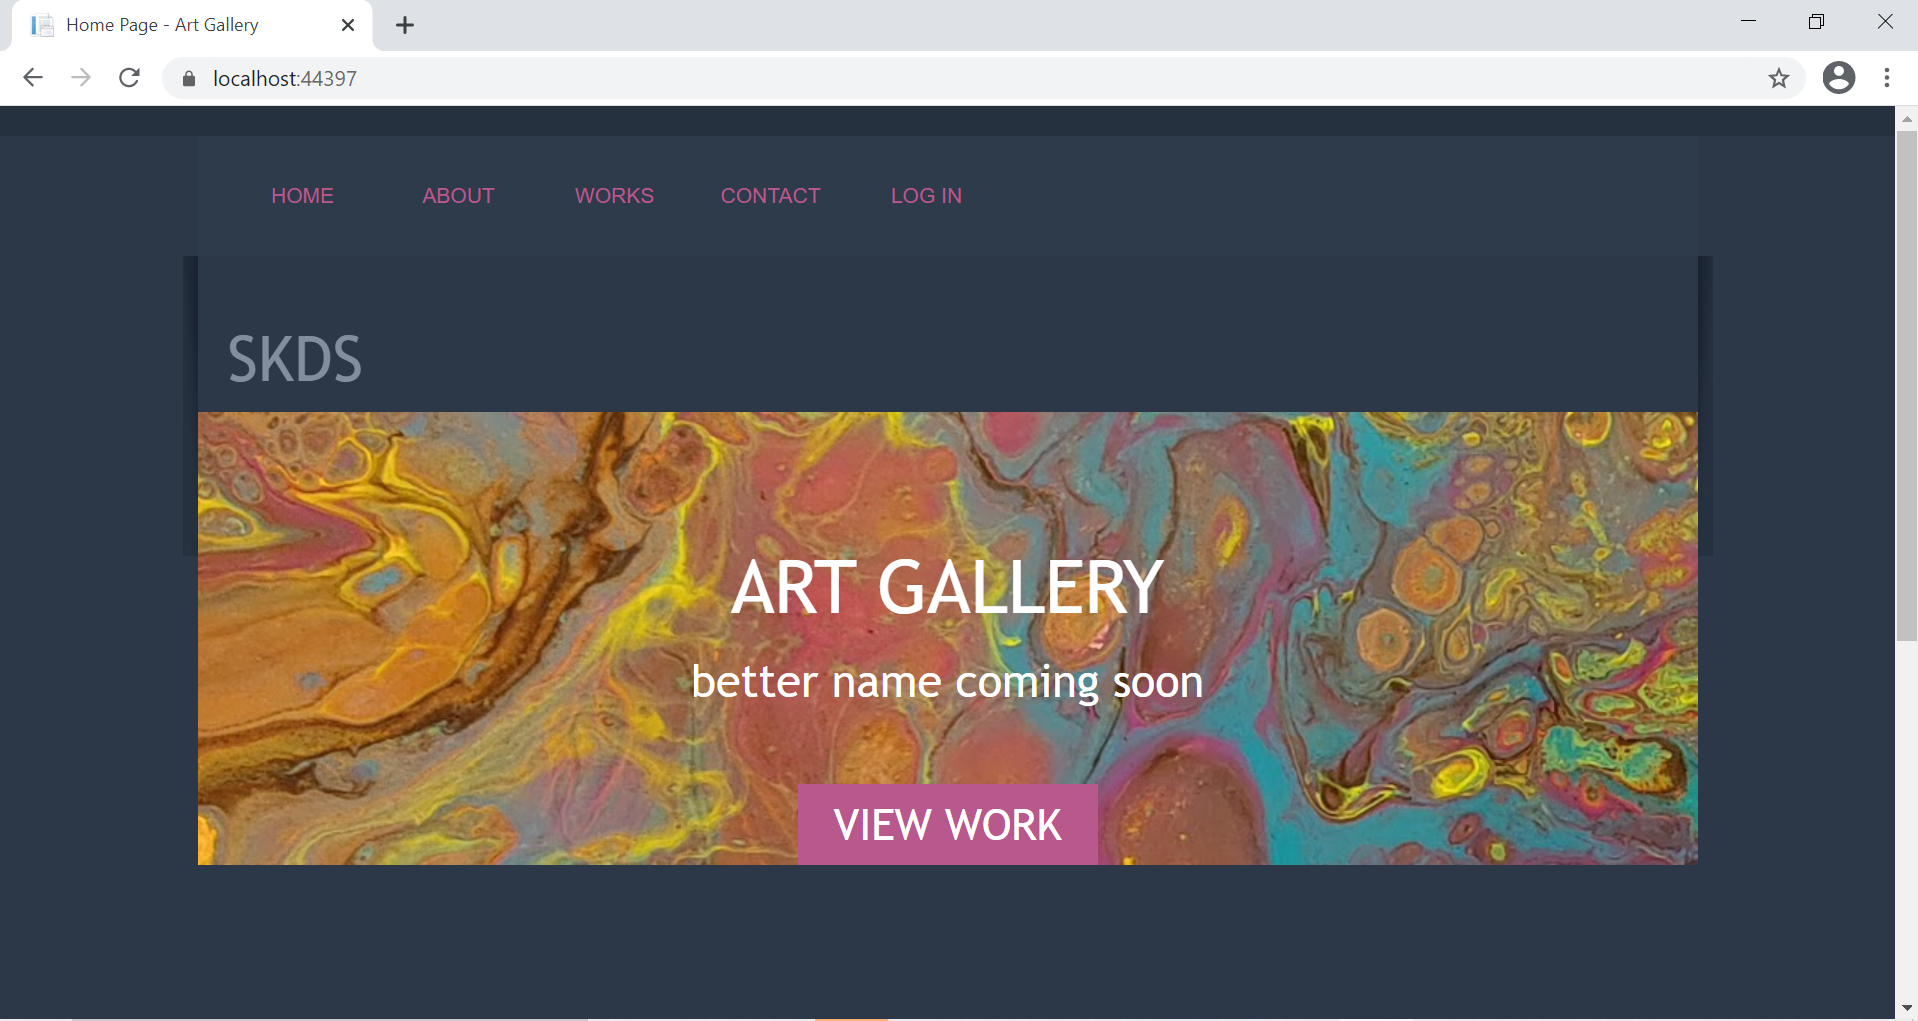 Home Page - Art Gallery
localhost:44397
HOME ABOUT WORKS CONTACT LOG IN
SKDS
ART GALLERY
better name coming soon
VIEW WORK